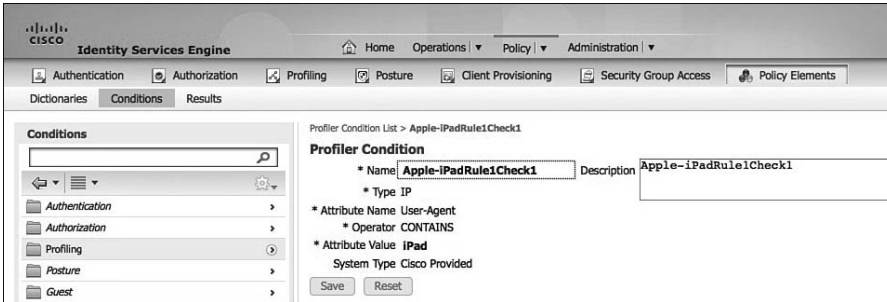 CISCO
Identity Services Engine
Home Operations | ▼ Policy | ▼ Administration | ▼
Authentication Authorization Profiling Posture Client Provisioning Security Group Access Policy Elements
Dictionaries Conditions Results
Conditions
Authentication
Authorization
Profiling
Posture
Guest
Profiler Condition List > Apple-iPadRule1Check1
Profiler Condition
* Name Apple-iPadRule1Check1 Description Apple-iPadRule1Check1
* Type IP
* Attribute Name User-Agent
* Operator CONTAINS
* Attribute Value iPad
System Type Cisco Provided
Save Reset